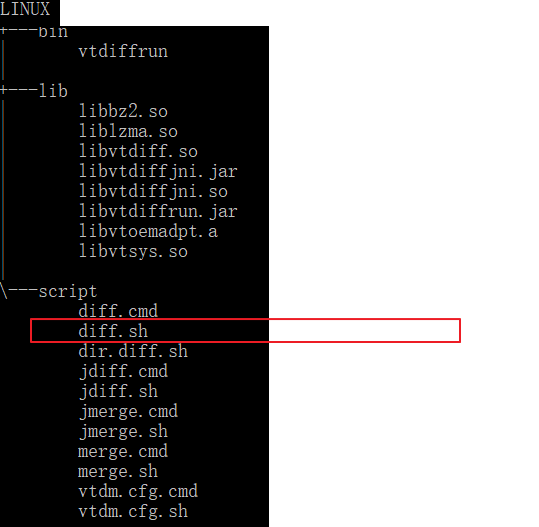 LINUX
+---bin
vtdiffrun
+---lib
libbz2.so
liblzma.so
libvtdiff.so
libvtdiffjni.jar
libvtdiffjni.so
libvtdiffrun.jar
libvtoemadpt.a
libvtsys.so
\---script
diff.cmd
diff.sh
dir.diff.sh
jdiff.cmd
jdiff.sh
jmerge.cmd
jmerge.sh
merge.cmd
merge.sh
vtdm.cfg.cmd
vtdm.cfg.sh